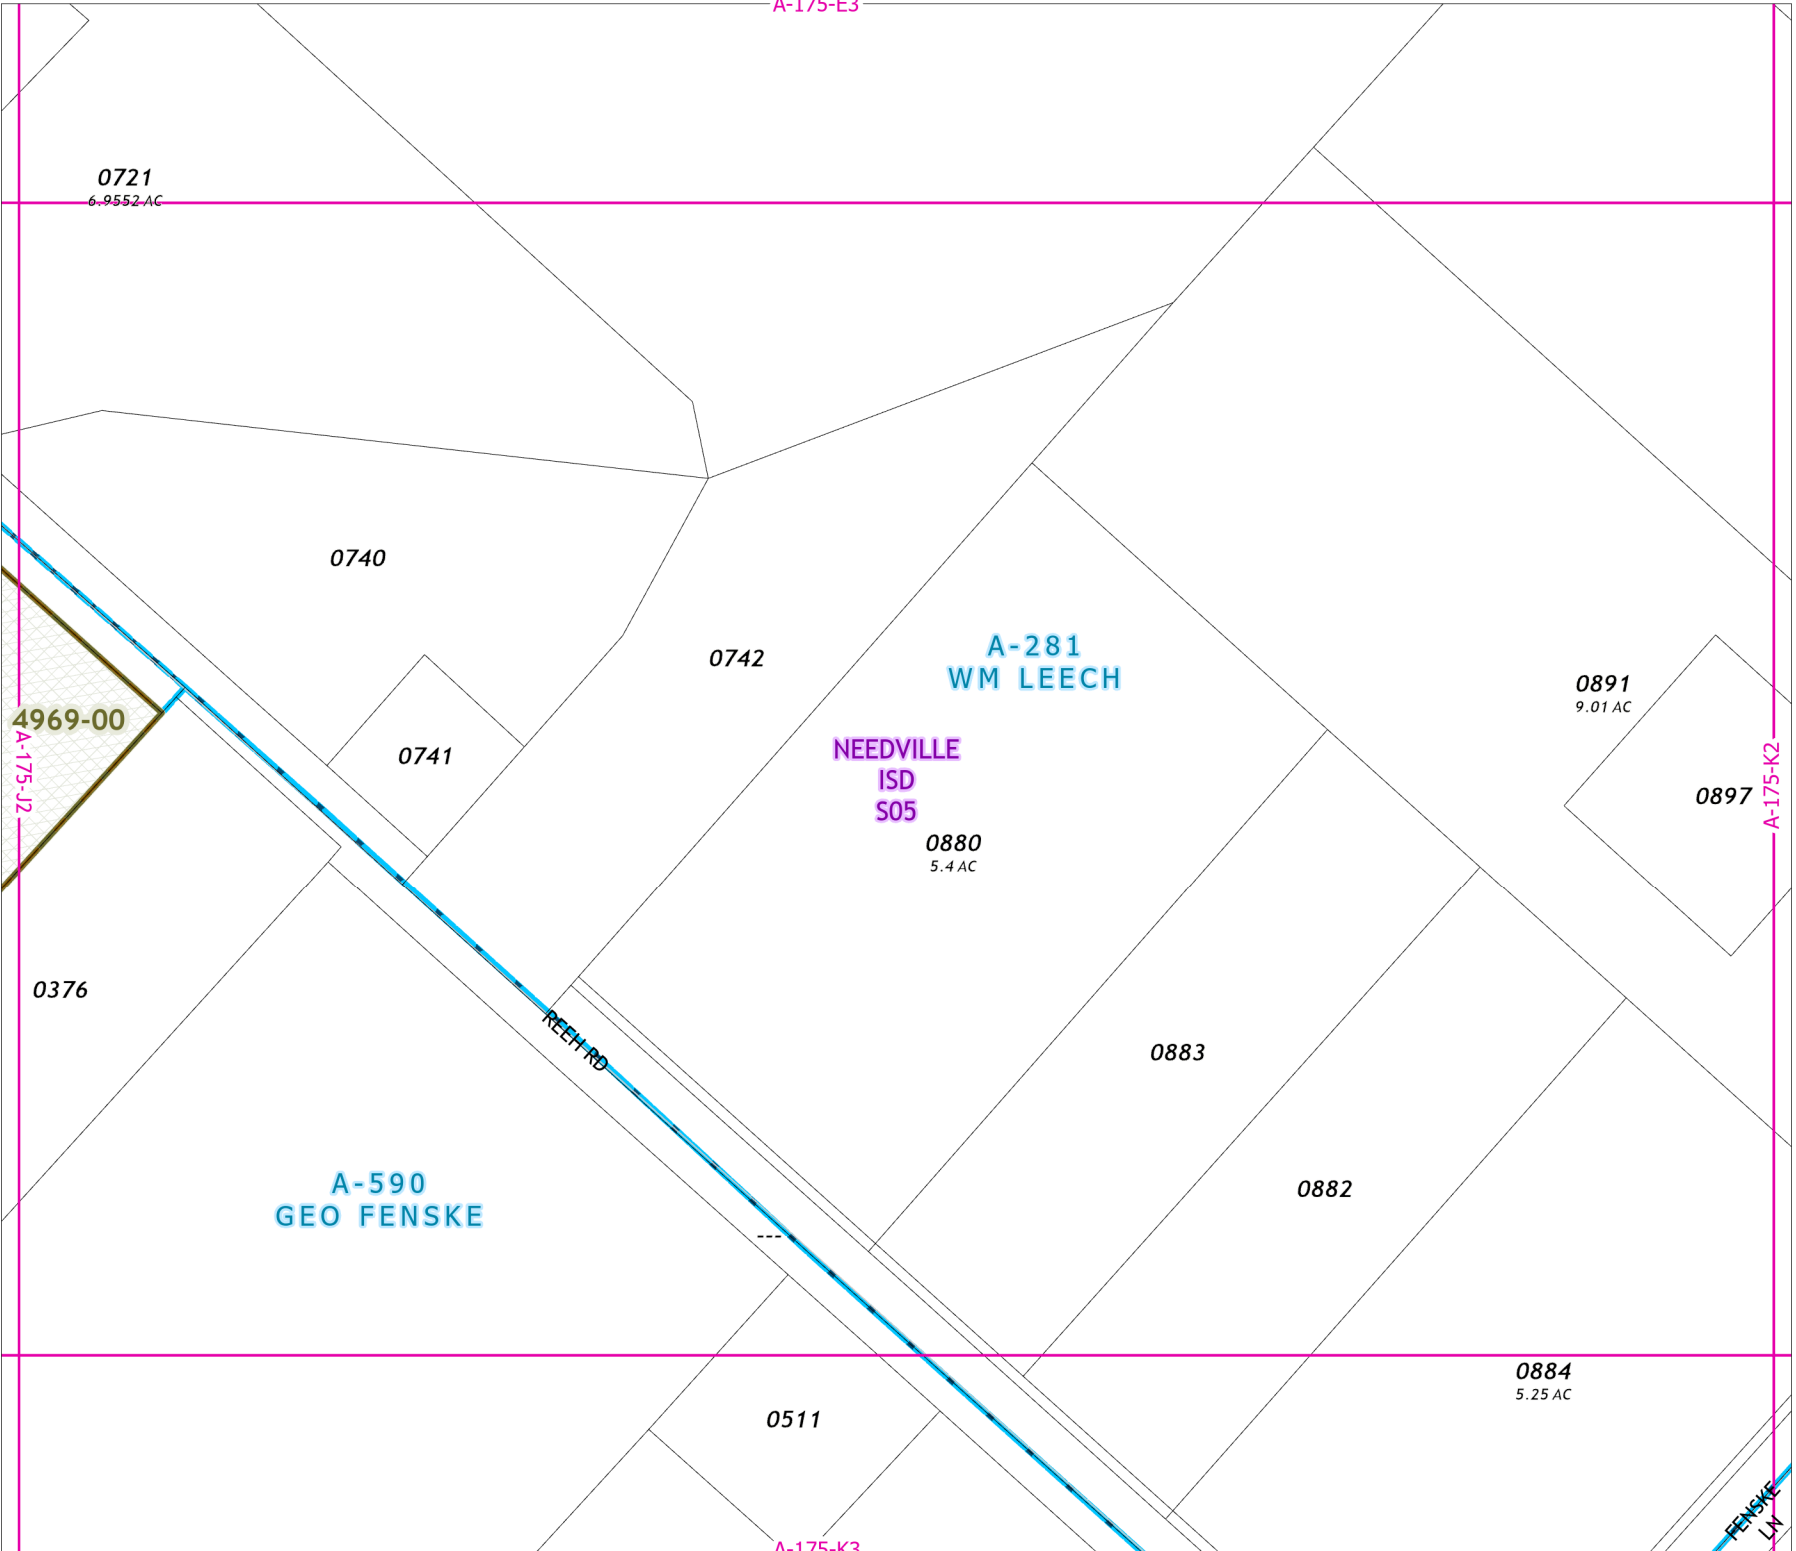 A-175-E3
0721
6.9552 AC
0740
0742
A-281
WM LEECH
0891
9.01 AC
4969-00
A-175-J2
0741
NEEDVILLE
ISD
S05
A-175-K2
0897
0880
5.4 AC
0376
REEH RD
0883
A-590
GEO FENSKE
0882
---
0884
5.25 AC
0511
FENSKE
LN
A-175-K3